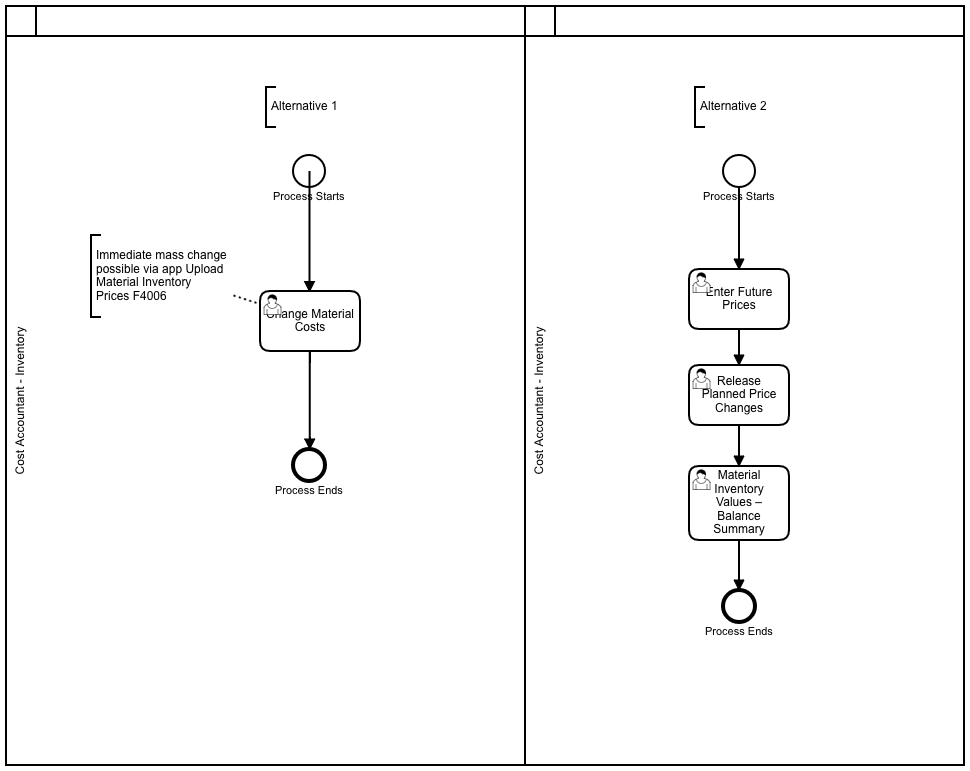 Alternative 1
Process Starts
Immediate mass change
possible via app Upload
Material Inventory
Prices F4006
Change Material
Costs
Process Ends
Cost Accountant - Inventory
Alternative 2
Process Starts
Enter Future
Prices
Release
Planned Price
Changes
Material
Inventory
Values –
Balance
Summary
Process Ends
Cost Accountant - Inventory